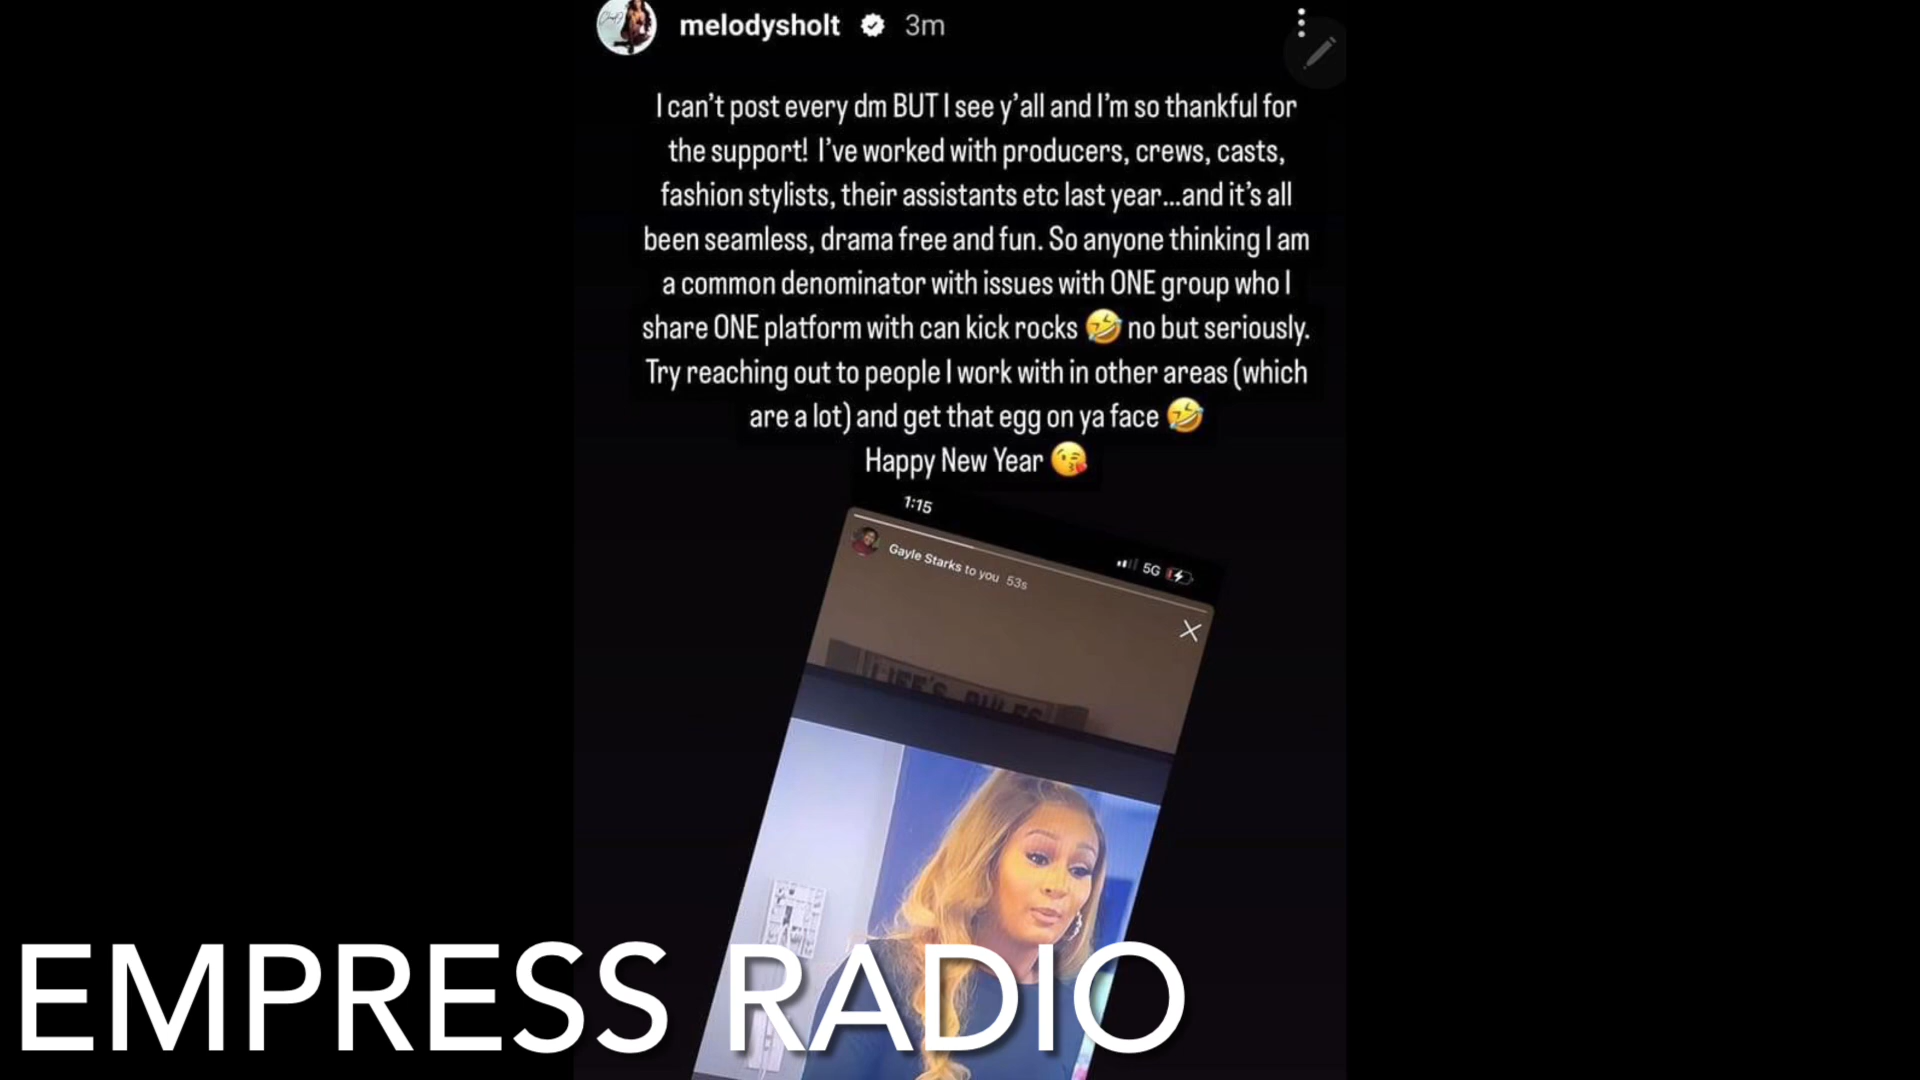 melodysholt 3m
I can't post every dm BUT I see y'all and I'm so thankful for
the support! I've worked with producers, crews, casts,
fashion stylists, their assistants etc last year...and it's all
been seamless, drama free and fun. So anyone thinking I am
a common denominator with issues with ONE group who I
share ONE platform with can kick rocks 🤣 no but seriously.
Try reaching out to people I work with in other areas (which
are a lot) and get that egg on ya face 🤣
Happy New Year 😘
1:15
5G
Gayle Starks to you 53s
LIFE'S RULES
EMPRESS RADIO